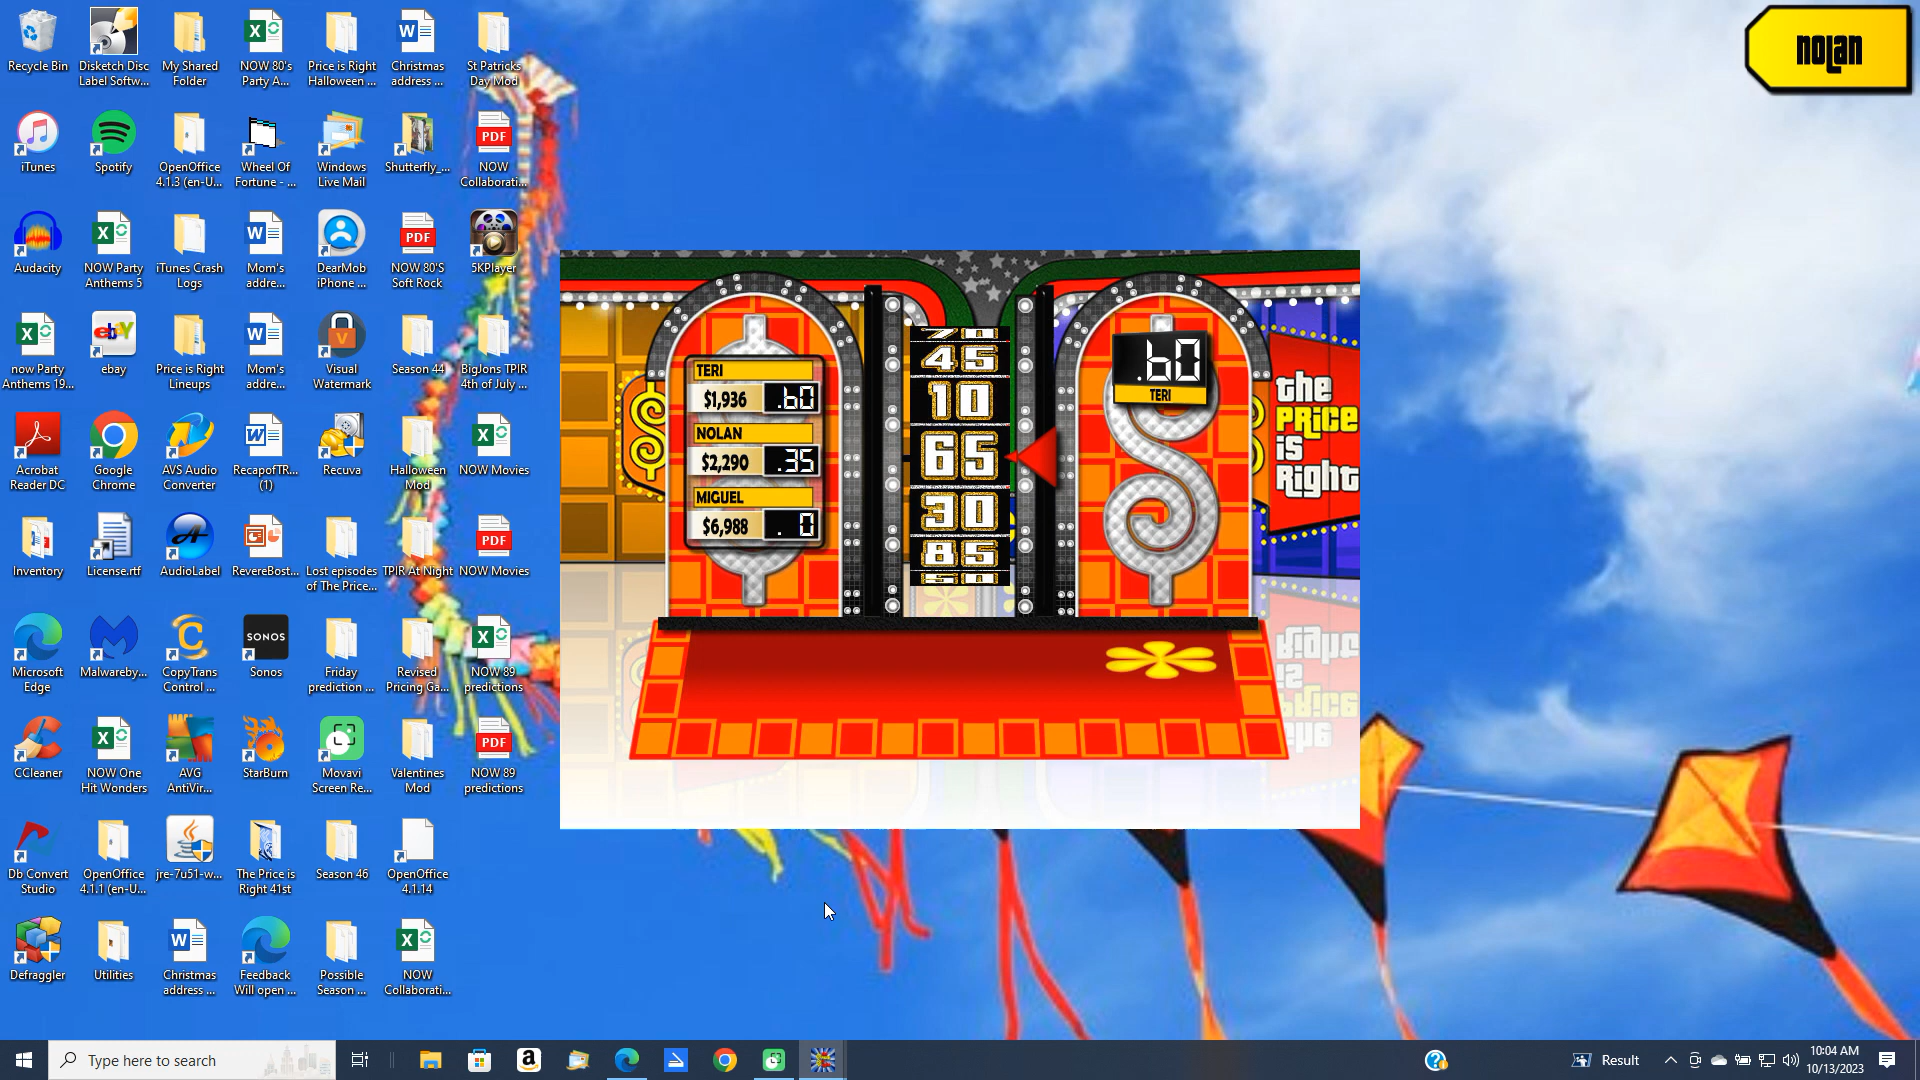 Recycle Bin
Disketch Disc
Label Softw...
My Shared
Folder
NOW 80's
Party A...
Price is Right
Halloween ...
Christmas
address ...
St Patricks
Day Mod
iTunes
Spotify
OpenOffice
4.1.3 (en-U...
Wheel Of
Fortune - ...
Windows
Live Mail
Shutterfly_...
PDF
NOW
Collaborati...
Audacity
NOW Party
Anthems 5
iTunes Crash
Logs
Mom's
addre...
DearMob
iPhone ...
PDF
NOW 80'S
Soft Rock
5KPlayer
now Party
Anthems 19...
ebay
ebay
Price is Right
Lineups
Mom's
addre...
Visual
Watermark
Season 44
BigJons TPIR
4th of July ...
Acrobat
Reader DC
Google
Chrome
AVS Audio
Converter
RecapofTR...
(1)
Recuva
Halloween
Mod
NOW Movies
Inventory
License.rtf
AudioLabel
RevereBost...
Lost episodes
of The Price...
TPIR At Night
PDF
NOW Movies
Microsoft
Edge
Malwareby...
CopyTrans
Control ...
SONOS
Sonos
Friday
prediction ...
Revised
Pricing Ga...
NOW 89
predictions
CCleaner
NOW One
Hit Wonders
AVG
AntiVir...
StarBurn
Movavi
Screen Re...
Valentines
Mod
PDF
NOW 89
predictions
Db Convert
Studio
OpenOffice
4.1.1 (en-U...
jre-7u51-w...
The Price is
Right 41st
Season 46
OpenOffice
4.1.14
Defraggler
Utilities
Christmas
address ...
Feedback
Will open ...
Possible
Season ...
NOW
Collaborati...
NOLAN
TERI
$1,936 .60
NOLAN
$2,290 .35
MIGUEL
$6,988 . 0
45
10
65
30
85
.60
TERI
the
PRICE
is
Right
Type here to search
Result
10:04 AM
10/13/2023